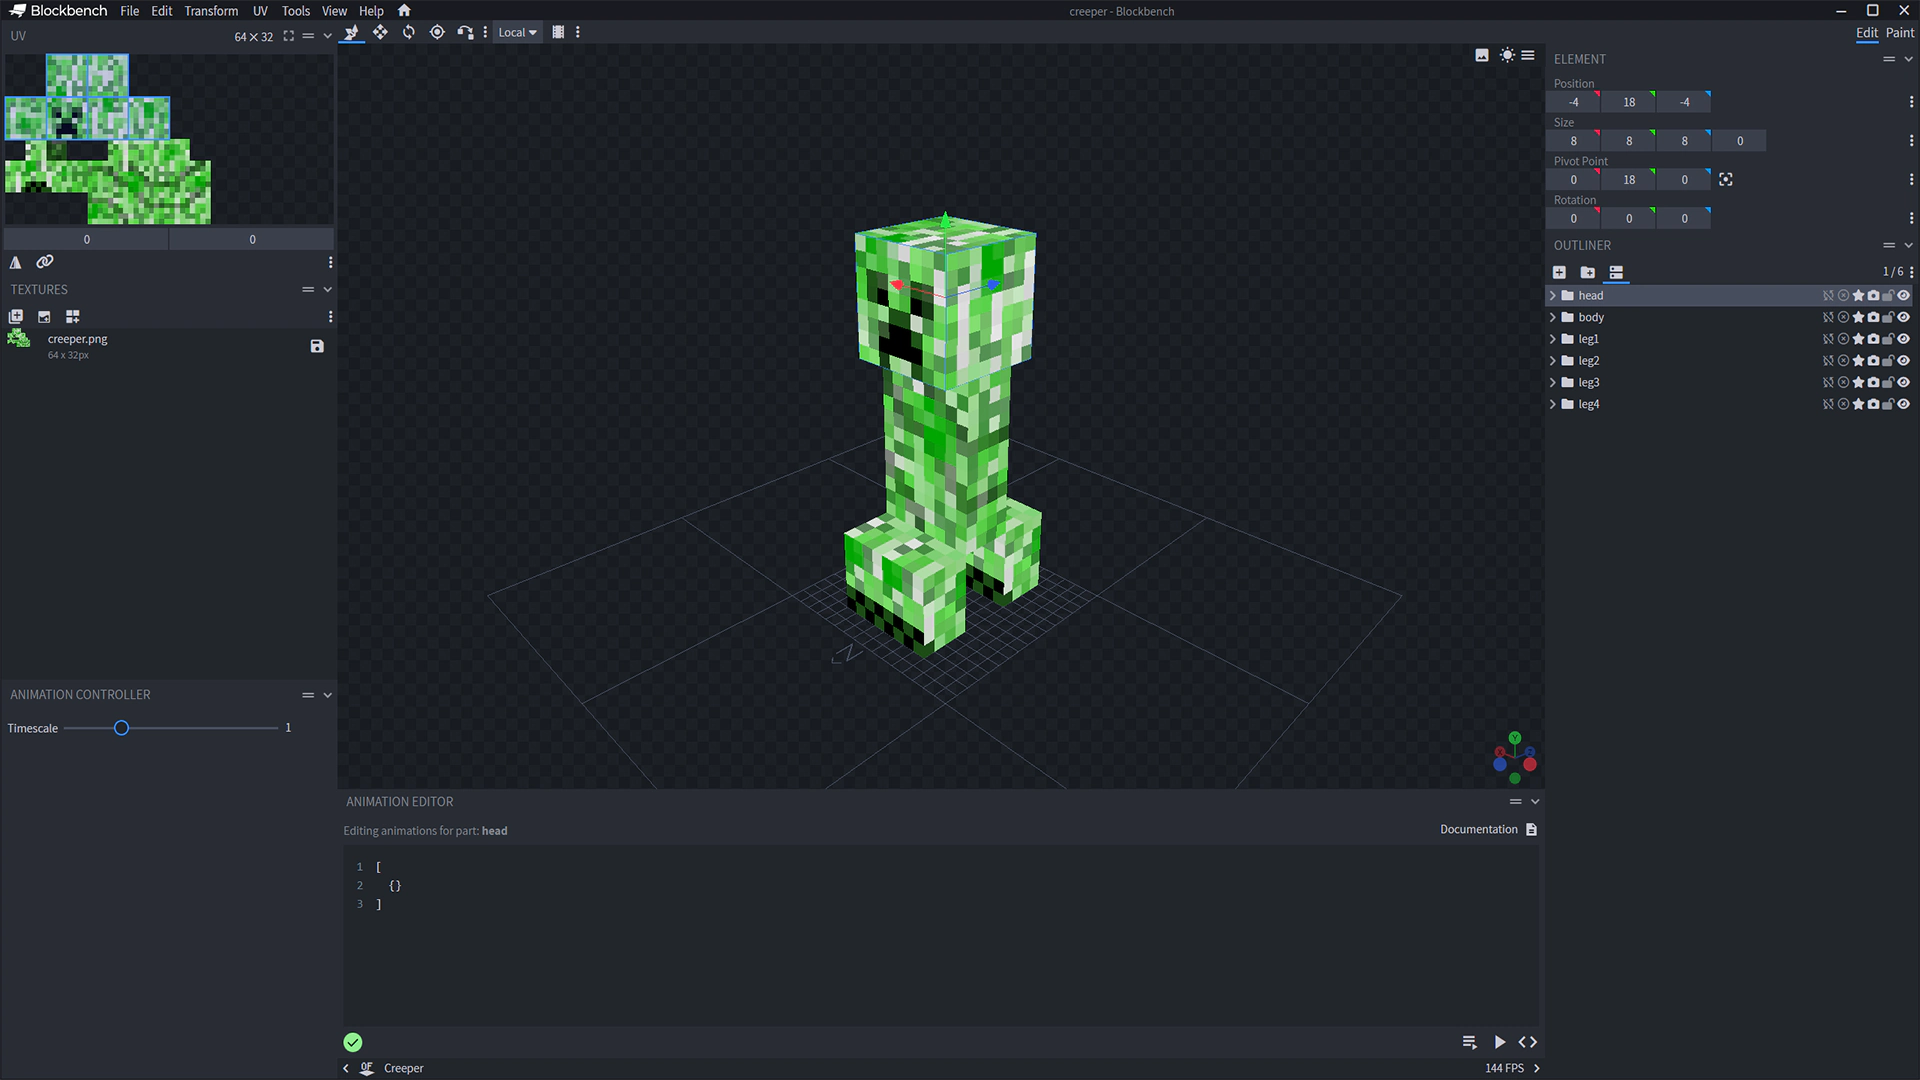 Blockbench File Edit Transform UV Tools View Help
creeper - Blockbench
UV
64 × 32
0 0
TEXTURES
creeper.png
64 x 32px
ANIMATION CONTROLLER
Timescale 1
Local
ANIMATION EDITOR
Editing animations for part: head
Documentation
1 [
2 {}
3 ]
OF Creeper
144 FPS
Edit Paint
ELEMENT
Position
-4 18 -4
Size
8 8 8 0
Pivot Point
0 18 0
Rotation
0 0 0
OUTLINER
1 / 6
head
body
leg1
leg2
leg3
leg4
Y